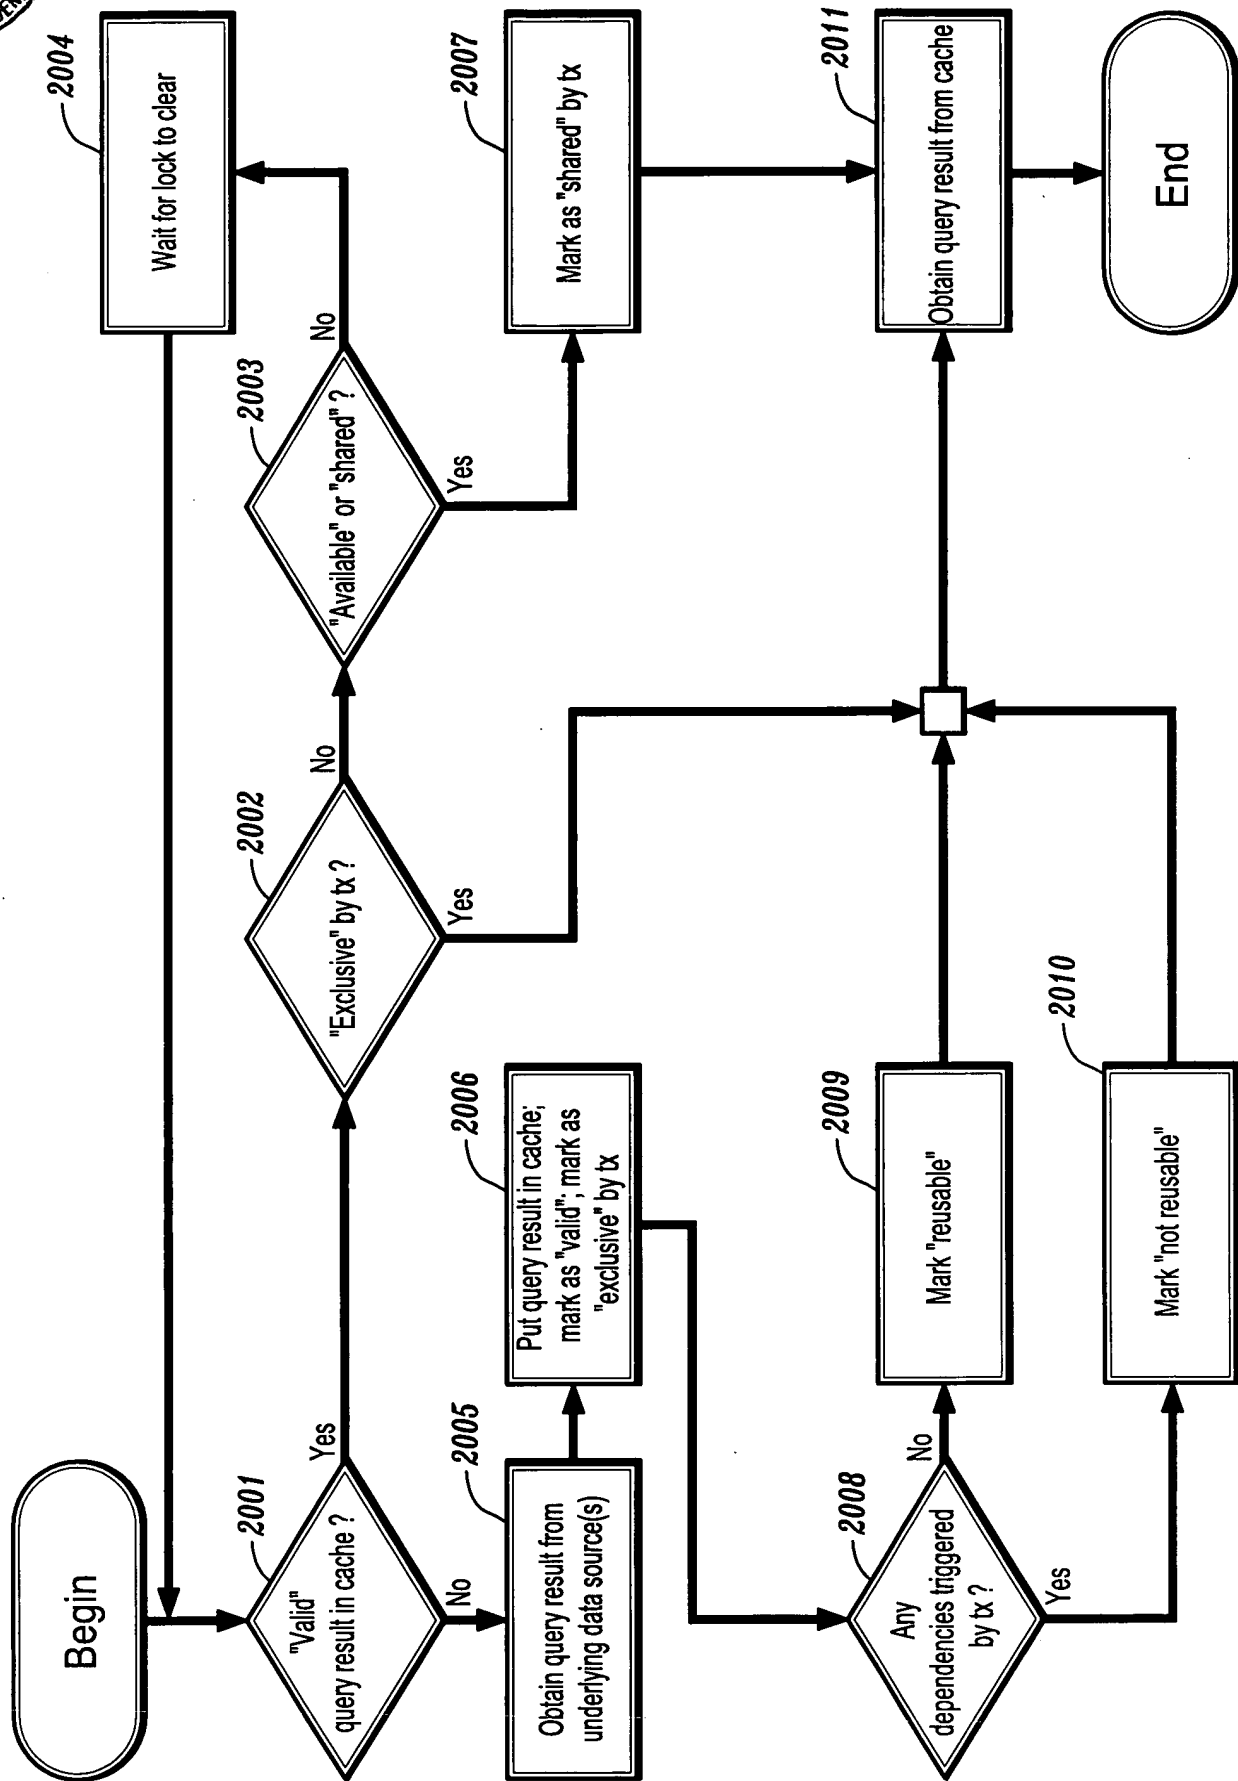 Begin
2001
"Valid"
query result in cache ?
Yes
No
2002
"Exclusive" by tx ?
No
Yes
2003
"Available" or "shared" ?
No
Yes
2004
Wait for lock to clear
2005
Obtain query result from
underlying data source(s)
2006
Put query result in cache;
mark as "valid"; mark as
"exclusive" by tx
2007
Mark as "shared" by tx
2008
Any
dependencies triggered
by tx ?
No
Yes
2009
Mark "reusable"
2010
Mark "not reusable"
2011
Obtain query result from cache
End